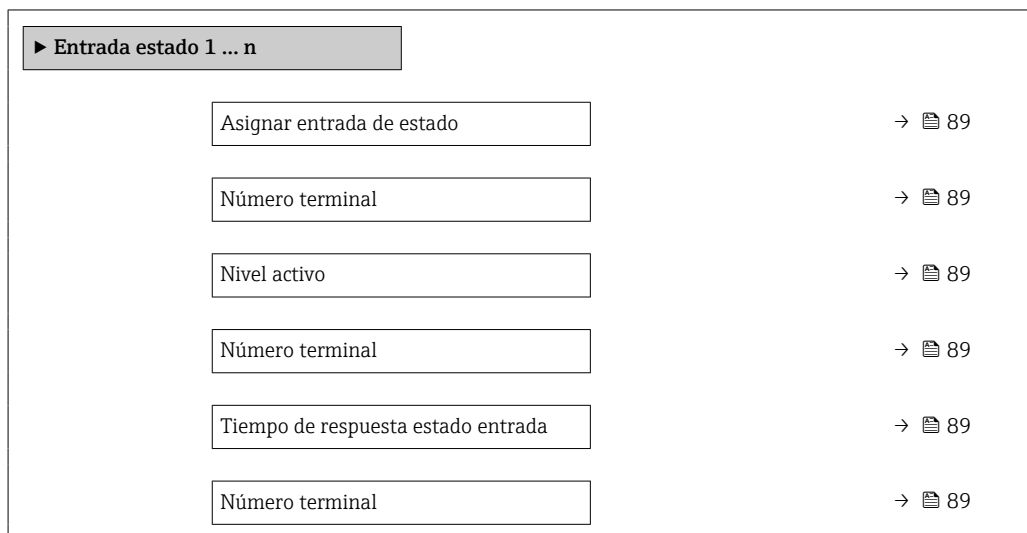 ▶ Entrada estado 1 … n
Asignar entrada de estado → 89
Número terminal → 89
Nivel activo → 89
Número terminal → 89
Tiempo de respuesta estado entrada → 89
Número terminal → 89